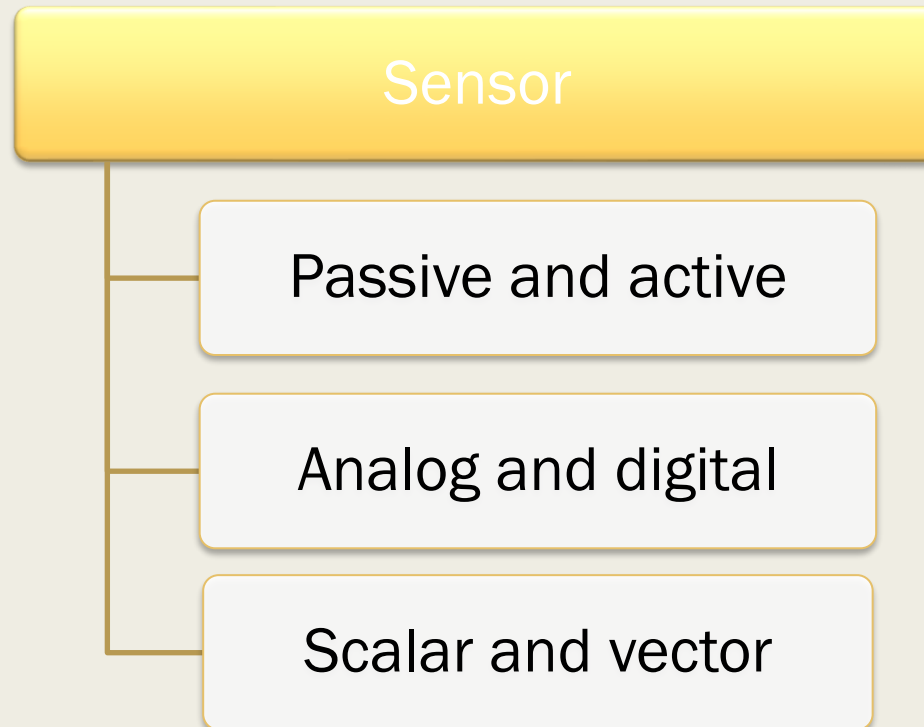 Sensor
Passive and active
Analog and digital
Scalar and vector